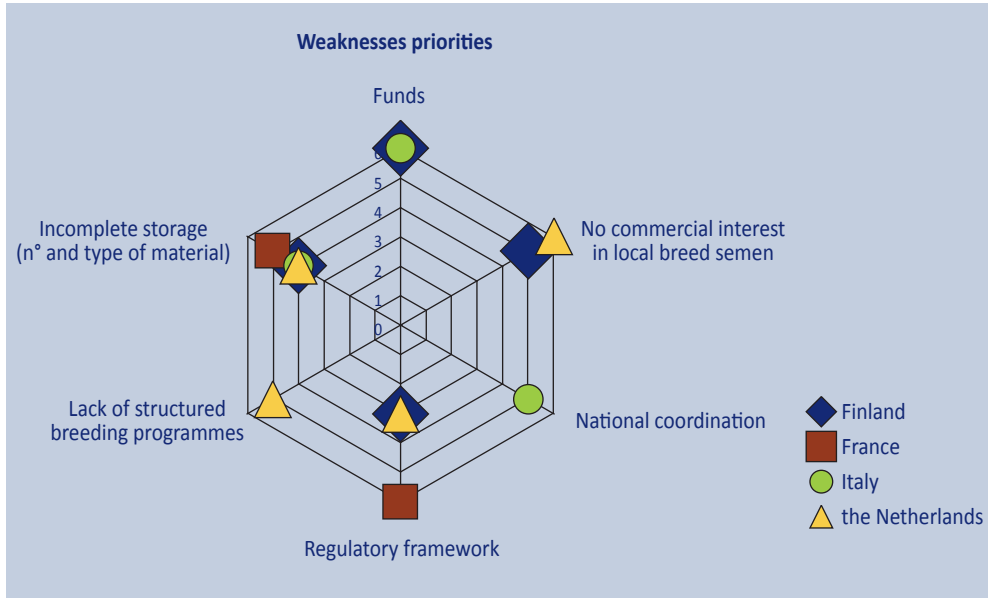 Weaknesses priorities
Funds
6
5
4
3
2
1
0
Incomplete storage
(n° and type of material)
No commercial interest
in local breed semen
Lack of structured
breeding programmes
National coordination
Regulatory framework
Finland
France
Italy
the Netherlands